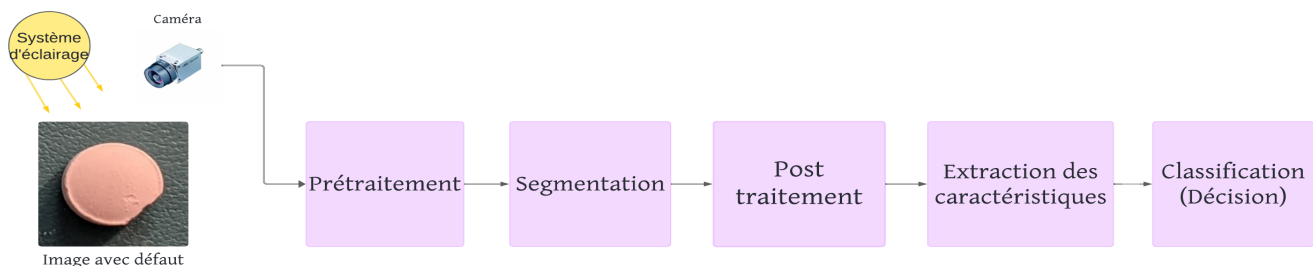 Système
d'éclairage
Caméra
Image avec défaut
Prétraitement
Segmentation
Post
traitement
Extraction des
caractéristiques
Classification
(Décision)